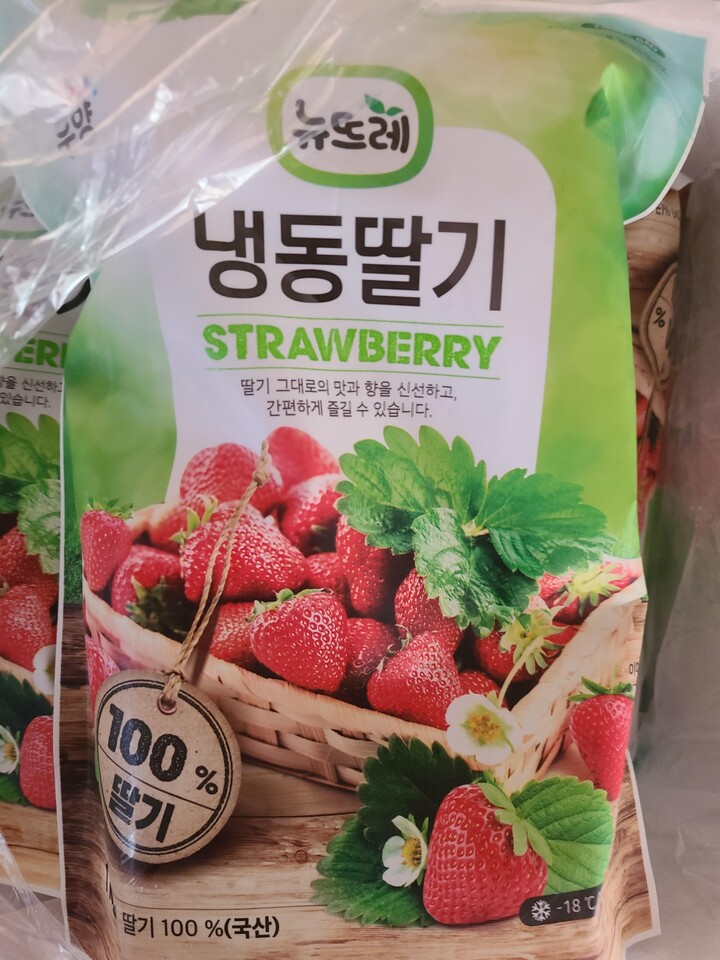 뉴뜨레
냉동딸기
STRAWBERRY
딸기 그대로의 맛과 향을 신선하고,
간편하게 즐길 수 있습니다.
100 %
딸기
딸기 100 %(국산)
-18 ℃
%